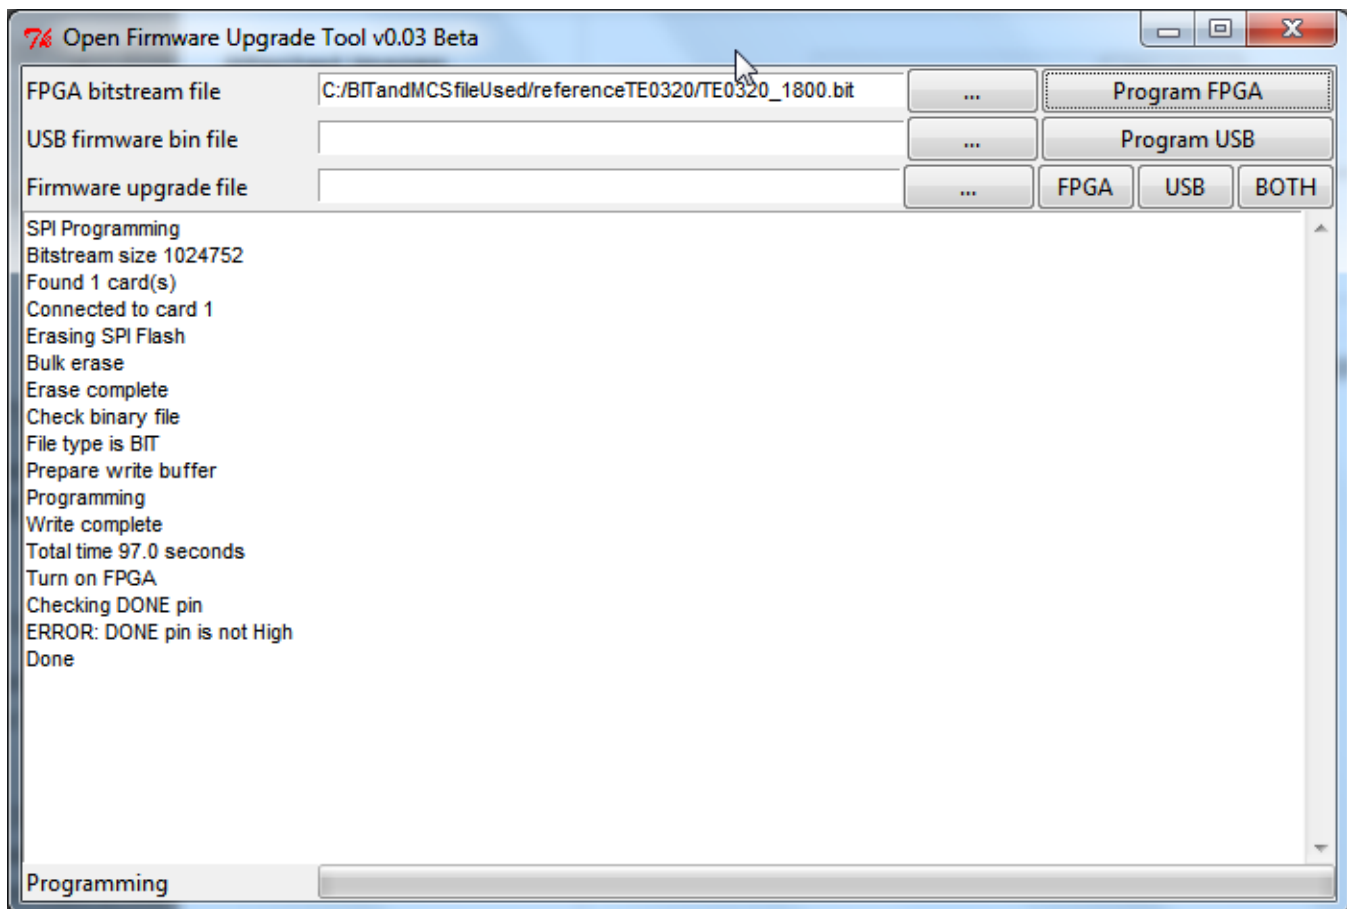 Open Firmware Upgrade Tool v0.03 Beta
FPGA bitstream file C:/BITandMCSfileUsed/referenceTE0320/TE0320_1800.bit ... Program FPGA
USB firmware bin file ... Program USB
Firmware upgrade file ... FPGA USB BOTH
SPI Programming
Bitstream size 1024752
Found 1 card(s)
Connected to card 1
Erasing SPI Flash
Bulk erase
Erase complete
Check binary file
File type is BIT
Prepare write buffer
Programming
Write complete
Total time 97.0 seconds
Turn on FPGA
Checking DONE pin
ERROR: DONE pin is not High
Done
Programming